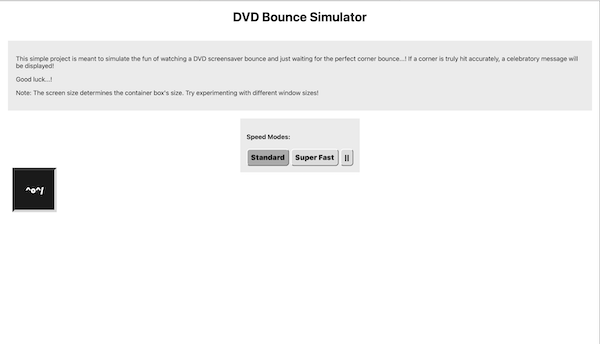 DVD Bounce Simulator
This simple project is meant to simulate the fun of watching a DVD screensaver bounce and just waiting for the perfect corner bounce...! If a corner is truly hit accurately, a celebratory message will
be displayed!
Good luck...!
Note: The screen size determines the container box's size. Try experimenting with different window sizes!
Speed Modes:
Standard Super Fast ||
^o^/